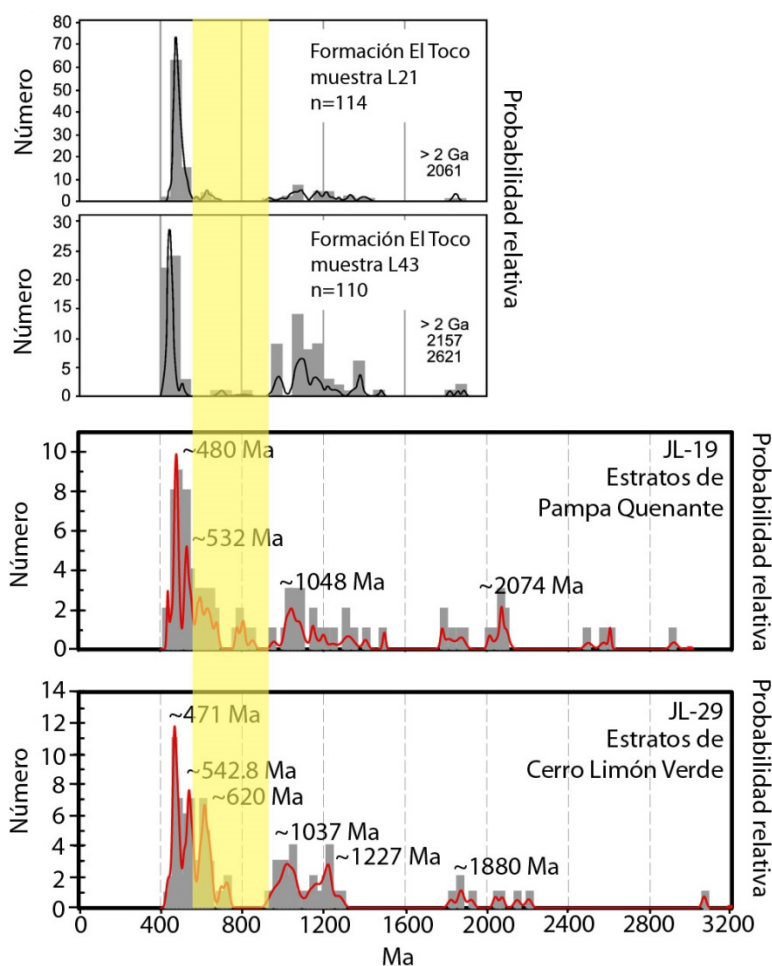 80
70
60
50
40
30
20
10
0
Número
Formación El Toco
muestra L21
n=114
> 2 Ga
2061
Probabilidad relativa
30
25
20
15
10
5
0
Número
Formación El Toco
muestra L43
n=110
> 2 Ga
2157
2621
10
8
6
4
2
0
Número
~480 Ma
~532 Ma
~1048 Ma
~2074 Ma
JL-19
Estratos de
Pampa Quenante
Probabilidad relativa
14
12
10
8
6
4
2
0
Número
~471 Ma
~542.8 Ma
~620 Ma
~1037 Ma
~1227 Ma
~1880 Ma
JL-29
Estratos de
Cerro Limón Verde
Probabilidad relativa
0 400 800 1200 1600 2000 2400 2800 3200
Ma